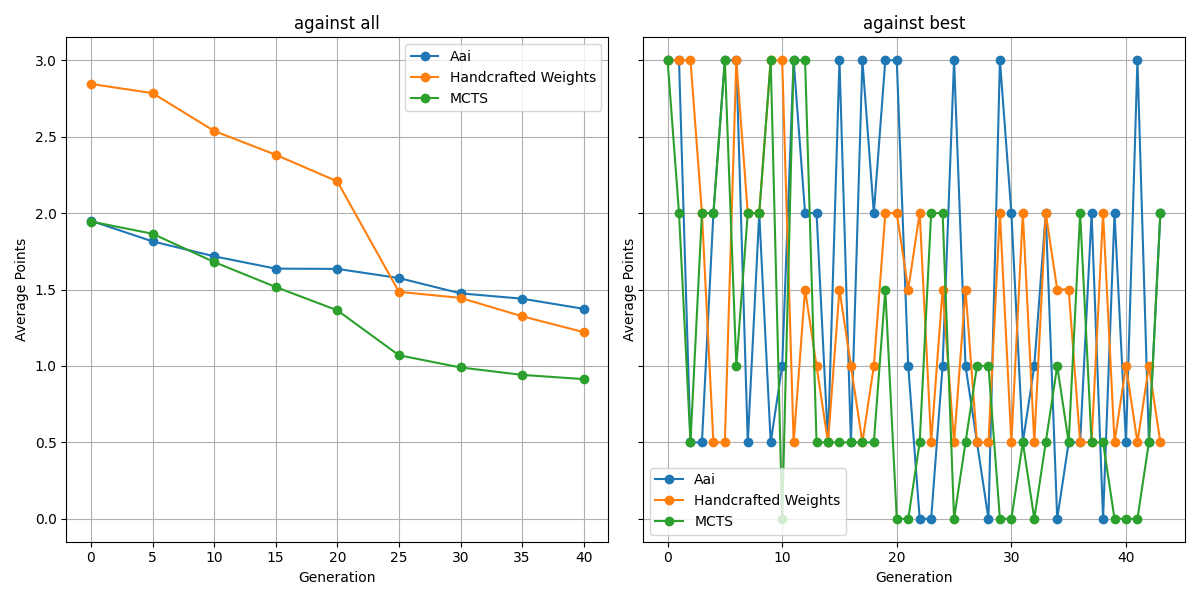 against all
Average Points
3.0
2.5
2.0
1.5
1.0
0.5
0.0
Aai
Handcrafted Weights
MCTS
0 5 10 15 20 25 30 35 40
Generation
against best
Average Points
Aai
Handcrafted Weights
MCTS
0 10 20 30 40
Generation